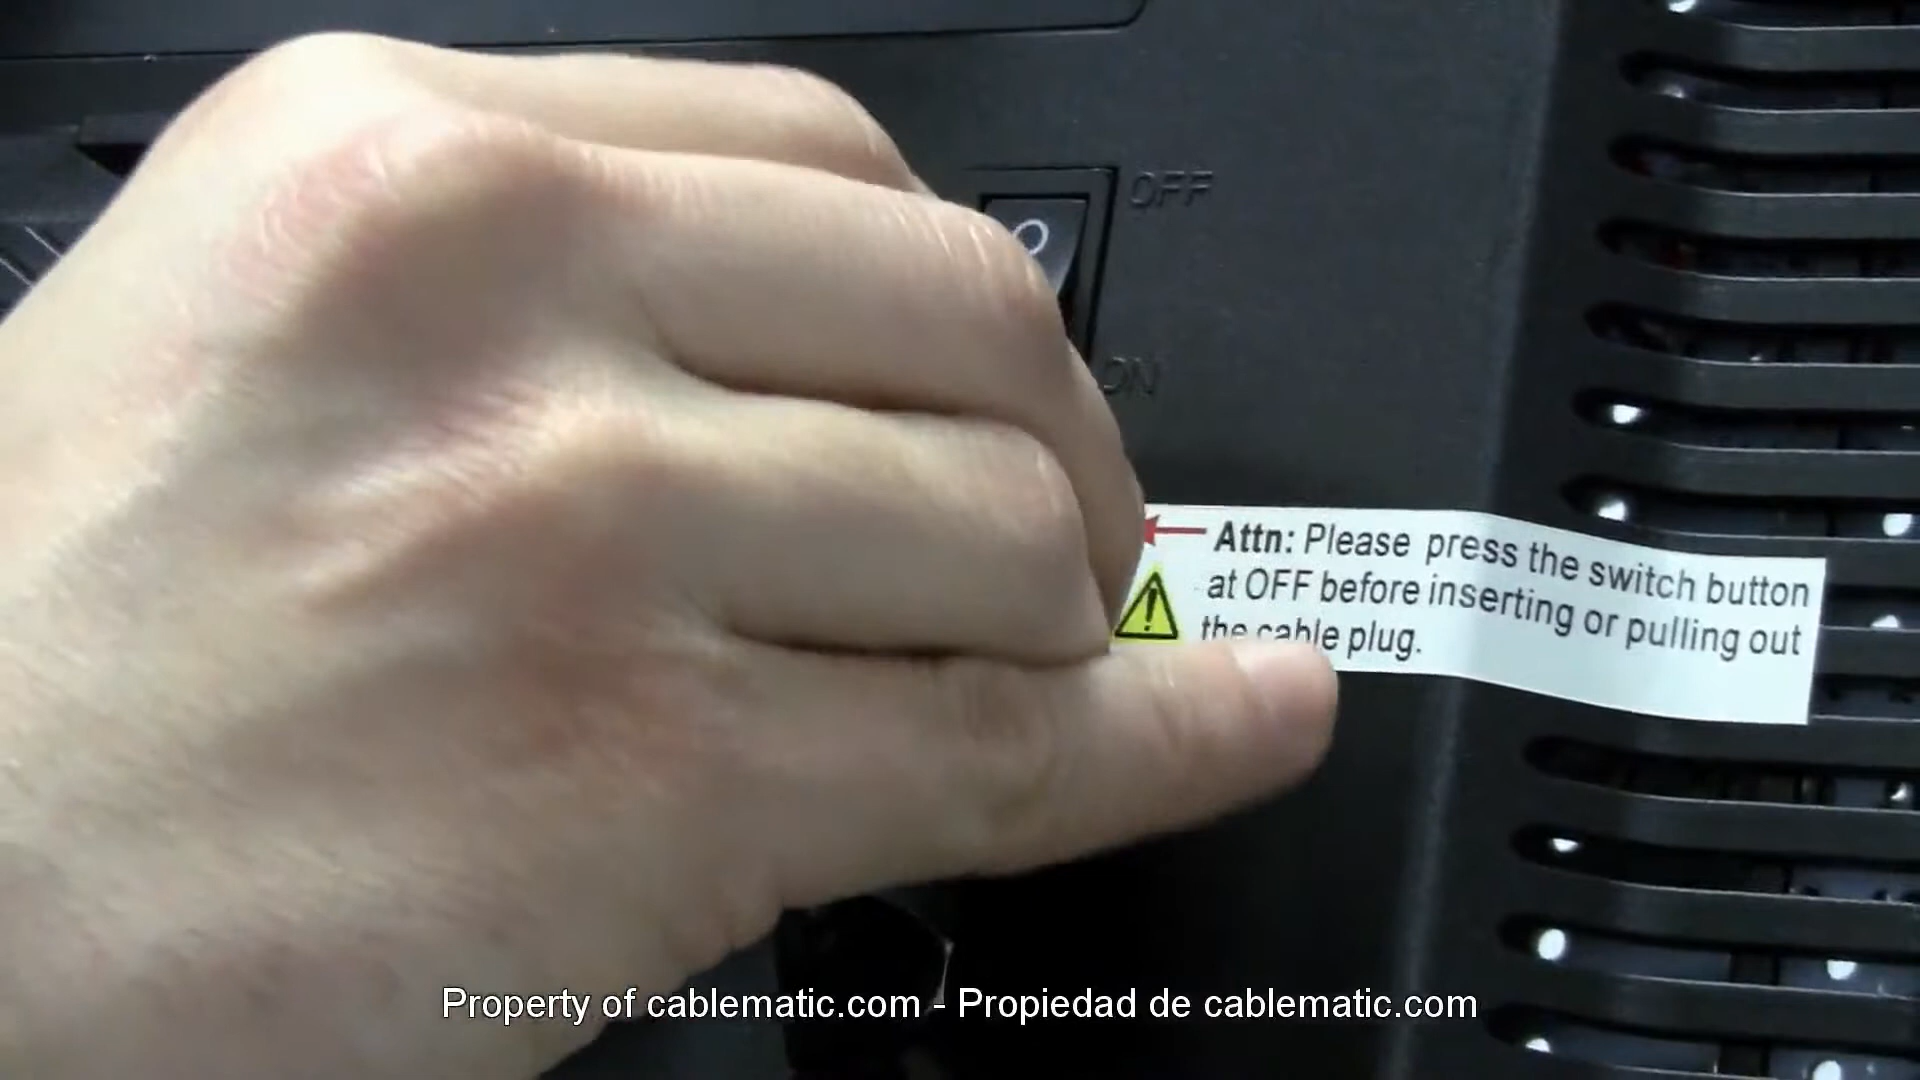 OFF
ON
Attn: Please press the switch button
at OFF before inserting or pulling out
the cable plug.
Property of cablematic.com - Propiedad de cablematic.com